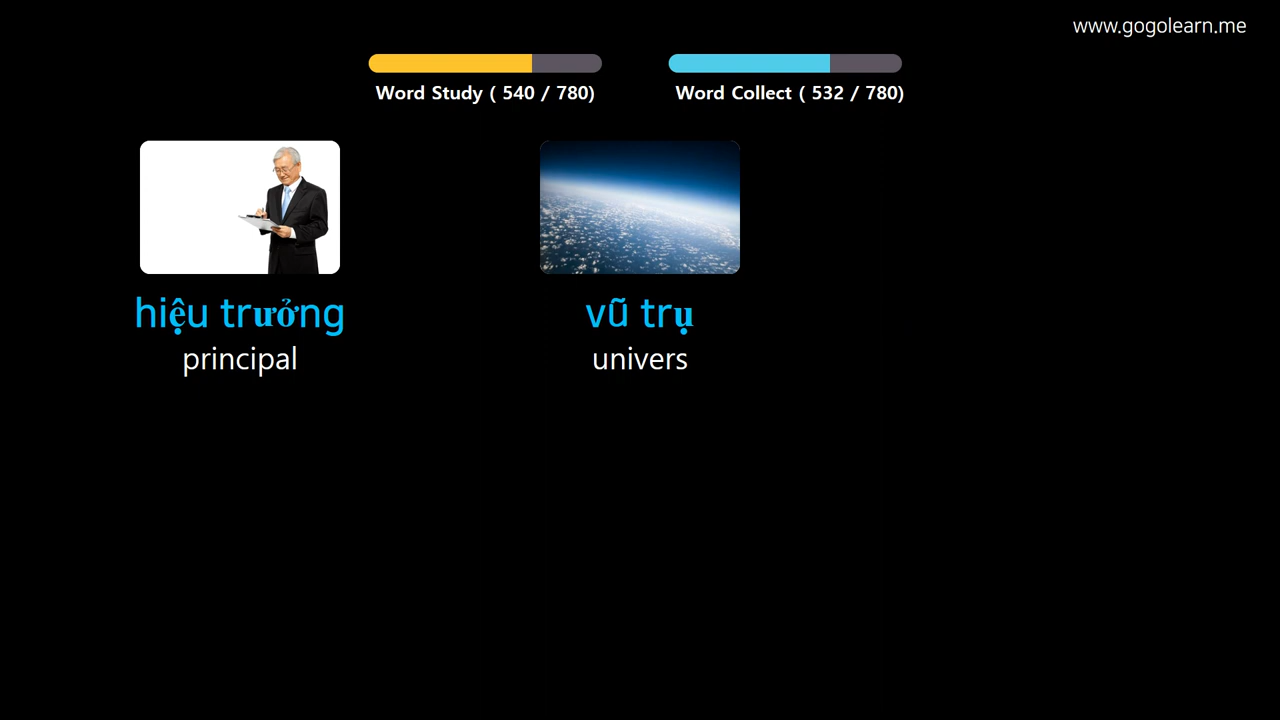 www.gogolearn.me
Word Study ( 540 / 780)
Word Collect ( 532 / 780)
hiệu trưởng
principal
vũ trụ
univers